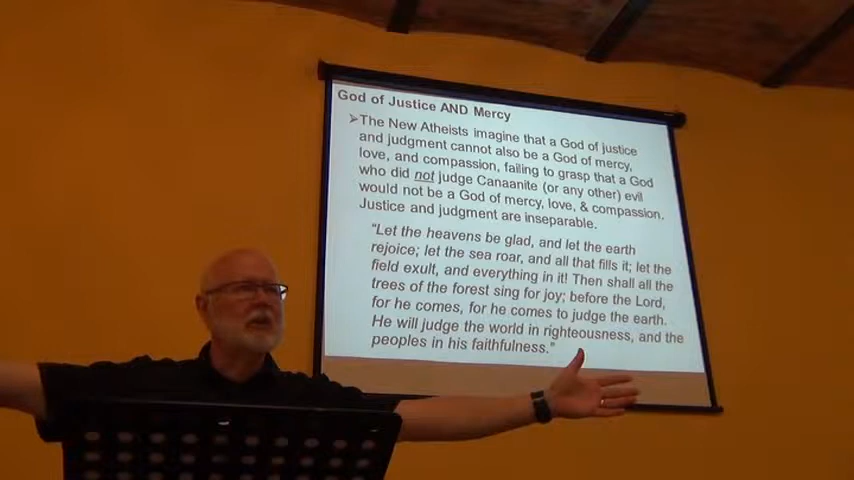 God of Justice AND Mercy
➢The New Atheists imagine that a God of justice
and judgment cannot also be a God of mercy,
love, and compassion, failing to grasp that a God
who did not judge Canaanite (or any other) evil
would not be a God of mercy, love, & compassion.
Justice and judgment are inseparable.
"Let the heavens be glad, and let the earth
rejoice; let the sea roar, and all that fills it; let the
field exult, and everything in it! Then shall all the
trees of the forest sing for joy; before the Lord,
for he comes, for he comes to judge the earth.
He will judge the world in righteousness, and the
peoples in his faithfulness."